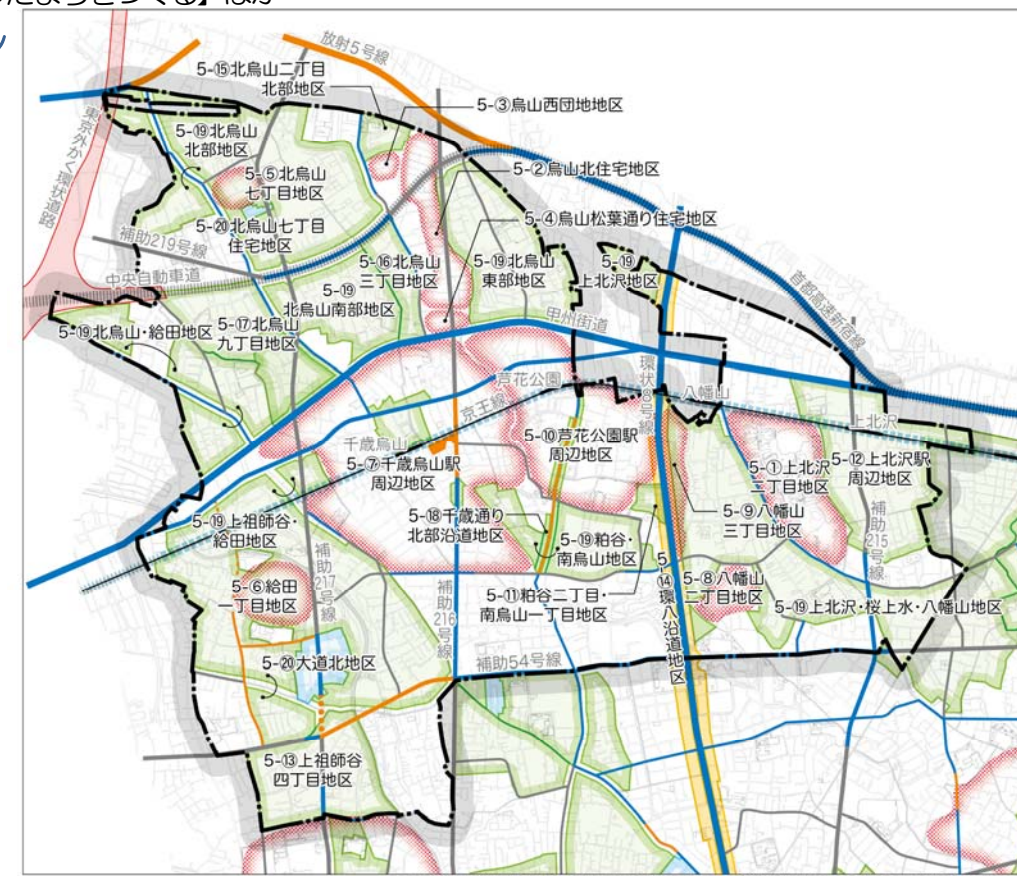 放射5号線
5-⑮北烏山二丁目
北部地区
5-③烏山西団地地区
東京外かく環状道路
5-⑲北烏山
北部地区
5-⑤北烏山
七丁目地区
5-②烏山北住宅地区
5-④烏山松葉通り住宅地区
5-⑳北烏山七丁目
住宅地区
補助219号線
中央自動車道
5-⑯北烏山
三丁目地区
5-⑲北烏山
東部地区
5-⑲
上北沢地区
首都高速新宿線
5-⑲
北烏山南部地区
5-⑲北烏山・給田地区
5-⑰北烏山
九丁目地区
甲州街道
環状8号線
芦花公園
京王線
八幡山
上北沢
千歳烏山
5-⑦千歳烏山駅
周辺地区
5-⑩芦花公園駅
周辺地区
5-①上北沢
二丁目地区
5-⑫上北沢駅
周辺地区
5-⑨八幡山
三丁目地区
5-⑱千歳通り
北部沿道地区
5-⑲粕谷・
南烏山地区
5-⑲上祖師谷・
給田地区
補助217号線
補助216号線
補助215号線
5-⑥給田
一丁目地区
5-⑪粕谷二丁目・
南烏山一丁目地区
5-⑭環八沿道地区
5-⑧八幡山
二丁目地区
5-⑲上北沢・桜上水・八幡山地区
5-⑳大道北地区
補助54号線
5-⑬上祖師谷
四丁目地区